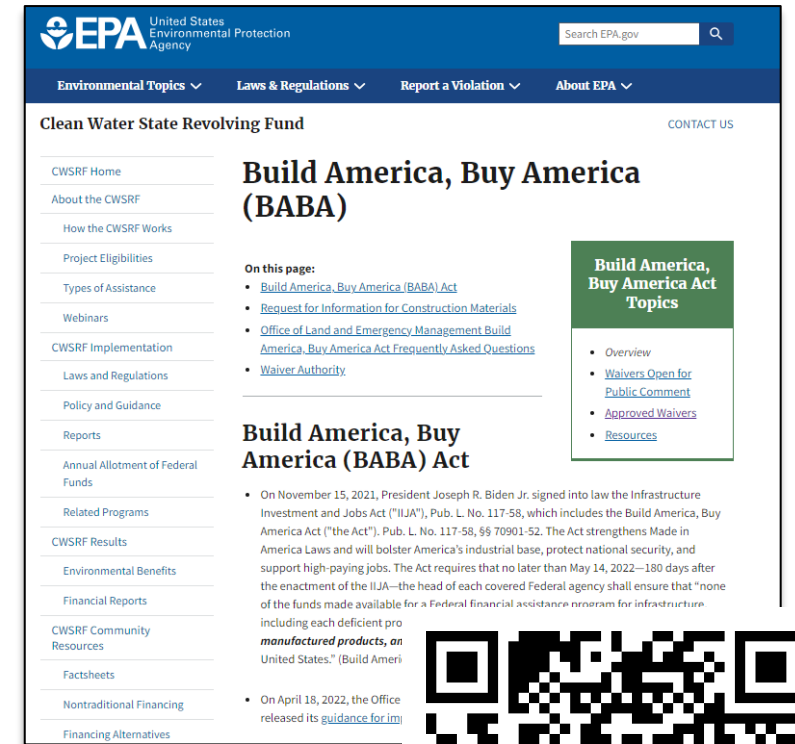 EPA
United States
Environmental Protection
Agency
Search EPA.gov
Environmental Topics
Laws & Regulations
Report a Violation
About EPA
Clean Water State Revolving Fund
CONTACT US
CWSRF Home
About the CWSRF
How the CWSRF Works
Project Eligibilities
Types of Assistance
Webinars
CWSRF Implementation
Laws and Regulations
Policy and Guidance
Reports
Annual Allotment of Federal
Funds
Related Programs
CWSRF Results
Environmental Benefits
Financial Reports
CWSRF Community
Resources
Factsheets
Nontraditional Financing
Financing Alternatives
Build America, Buy America
(BABA)
On this page:
• Build America, Buy America (BABA) Act
• Request for Information for Construction Materials
• Office of Land and Emergency Management Build
America, Buy America Act Frequently Asked Questions
• Waiver Authority
Build America,
Buy America Act
Topics
• Overview
• Waivers Open for
Public Comment
• Approved Waivers
• Resources
Build America, Buy
America (BABA) Act
• On November 15, 2021, President Joseph R. Biden Jr. signed into law the Infrastructure
Investment and Jobs Act ("IIJA"), Pub. L. No. 117-58, which includes the Build America, Buy
America Act ("the Act"). Pub. L. No. 117-58, §§ 70901-52. The Act strengthens Made in
America Laws and will bolster America's industrial base, protect national security, and
support high-paying jobs. The Act requires that no later than May 14, 2022—180 days after
the enactment of the IIJA—the head of each covered Federal agency shall ensure that "none
of the funds made available for a Federal financial assistance program for infrastructure,
including each deficient pro
manufactured products, an
United States." (Build Ameri
• On April 18, 2022, the Office
released its guidance for im